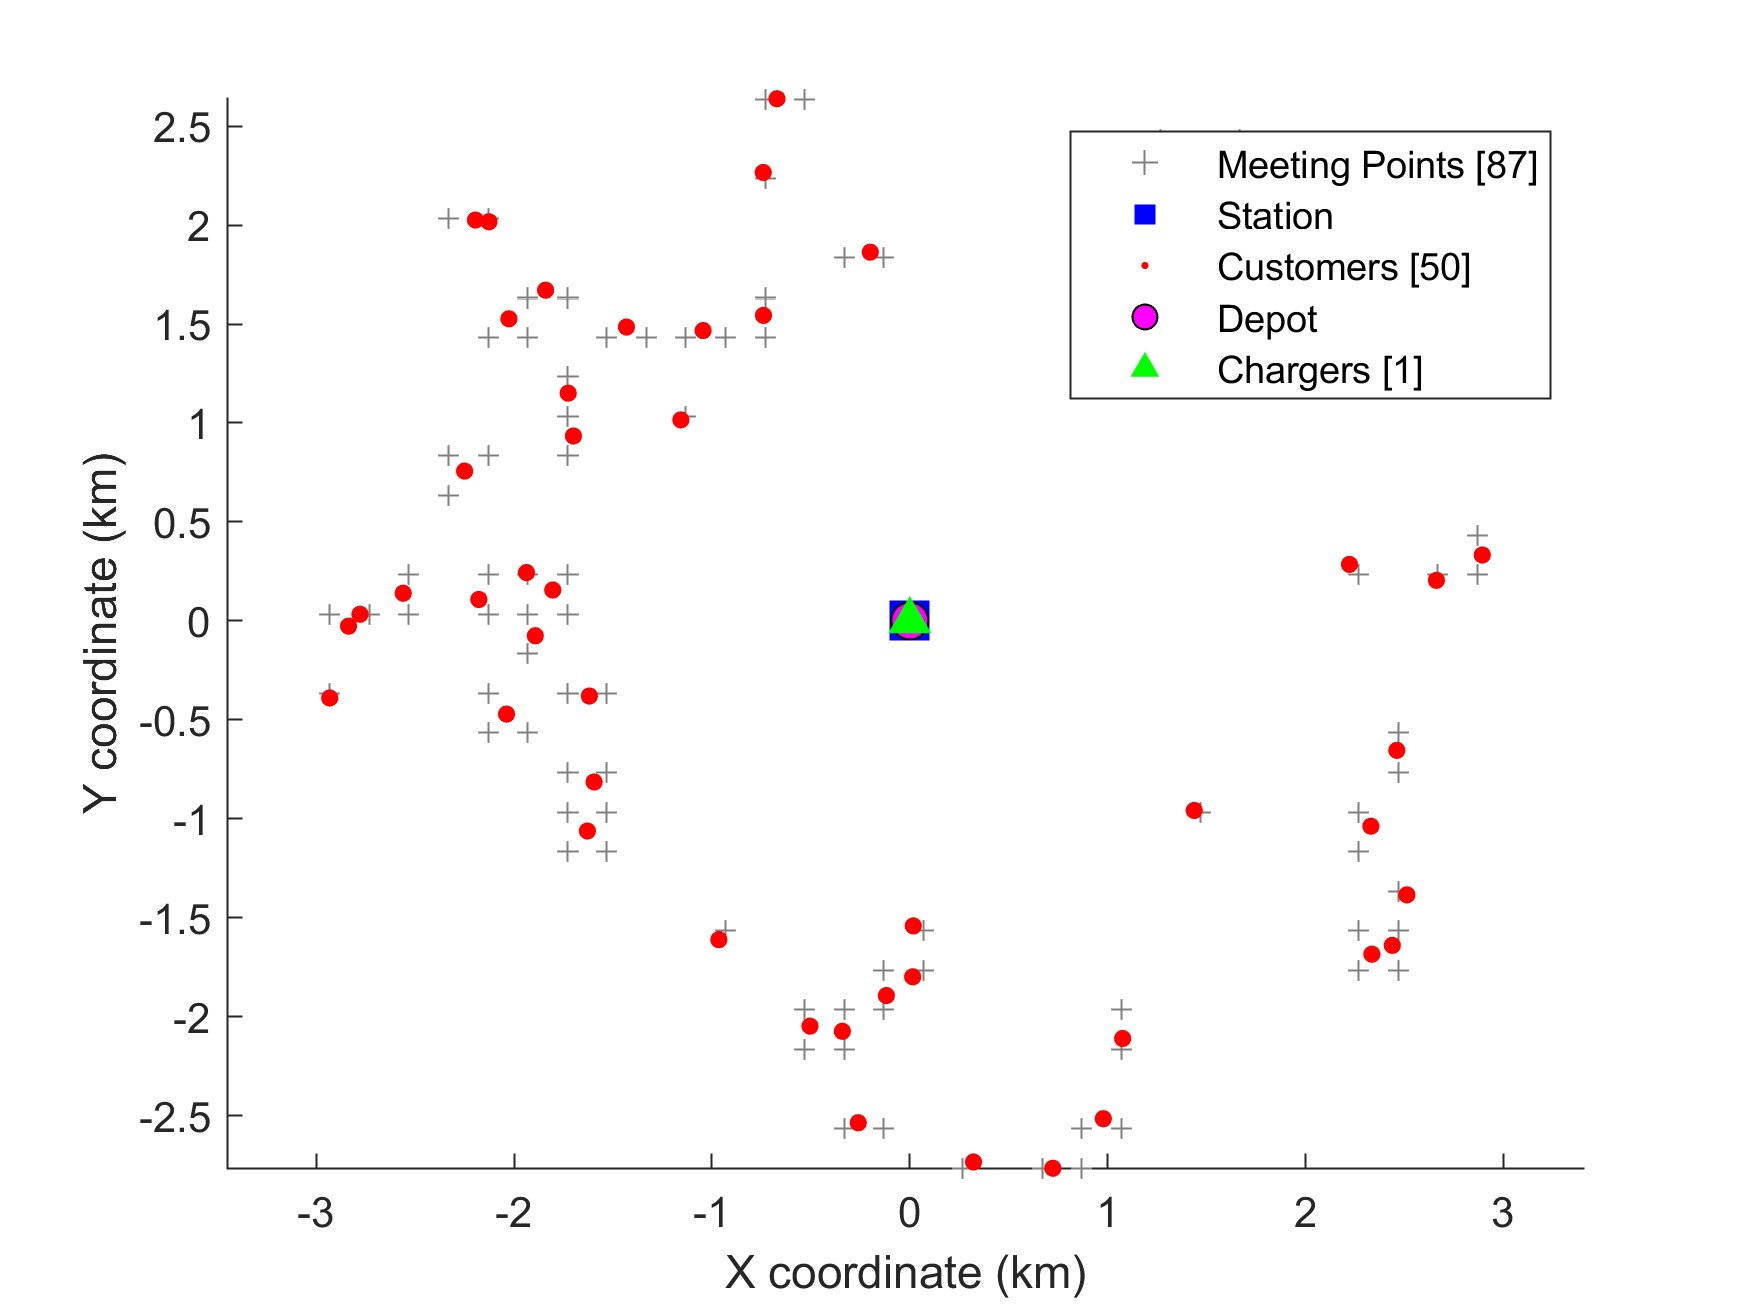 2.5
2
1.5
1
0.5
0
-0.5
-1
-1.5
-2
-2.5
Y coordinate (km)
Meeting Points [87]
Station
Customers [50]
Depot
Chargers [1]
-3 -2 -1 0 1 2 3
X coordinate (km)